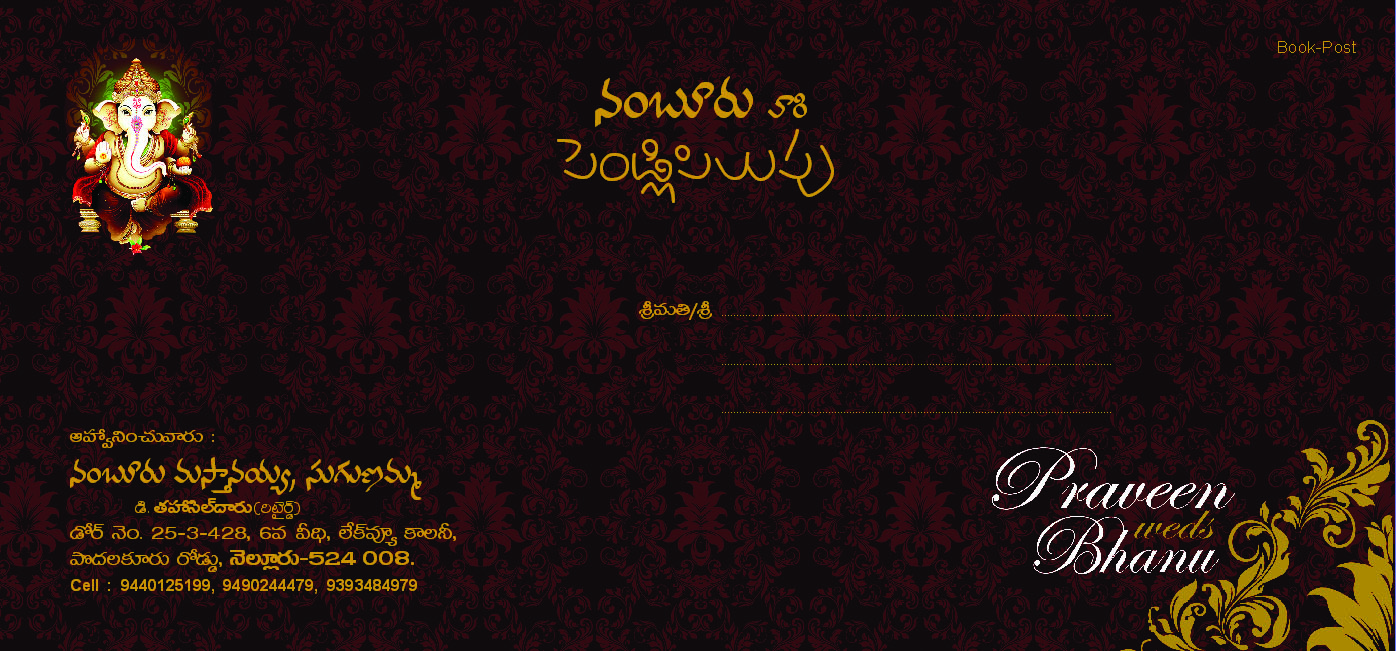 Book-Post
నంబూరు వారి
పెండ్లిపిలుపు
శ్రీమతి/శ్రీ
ఆహ్వానించువారు :
నంబూరు మస్తానయ్య, సుగుణమ్మ
డి. తహాసిల్‌దారు (రిటైర్డ్)
డోర్ నెం. 25-3-428, 6వ వీధి, లేక్‌వ్యూ కాలనీ,
పొదలకూరు రోడ్డు, నెల్లూరు-524 008.
Cell : 9440125199, 9490244479, 9393484979
Praveen
weds
Bhanu